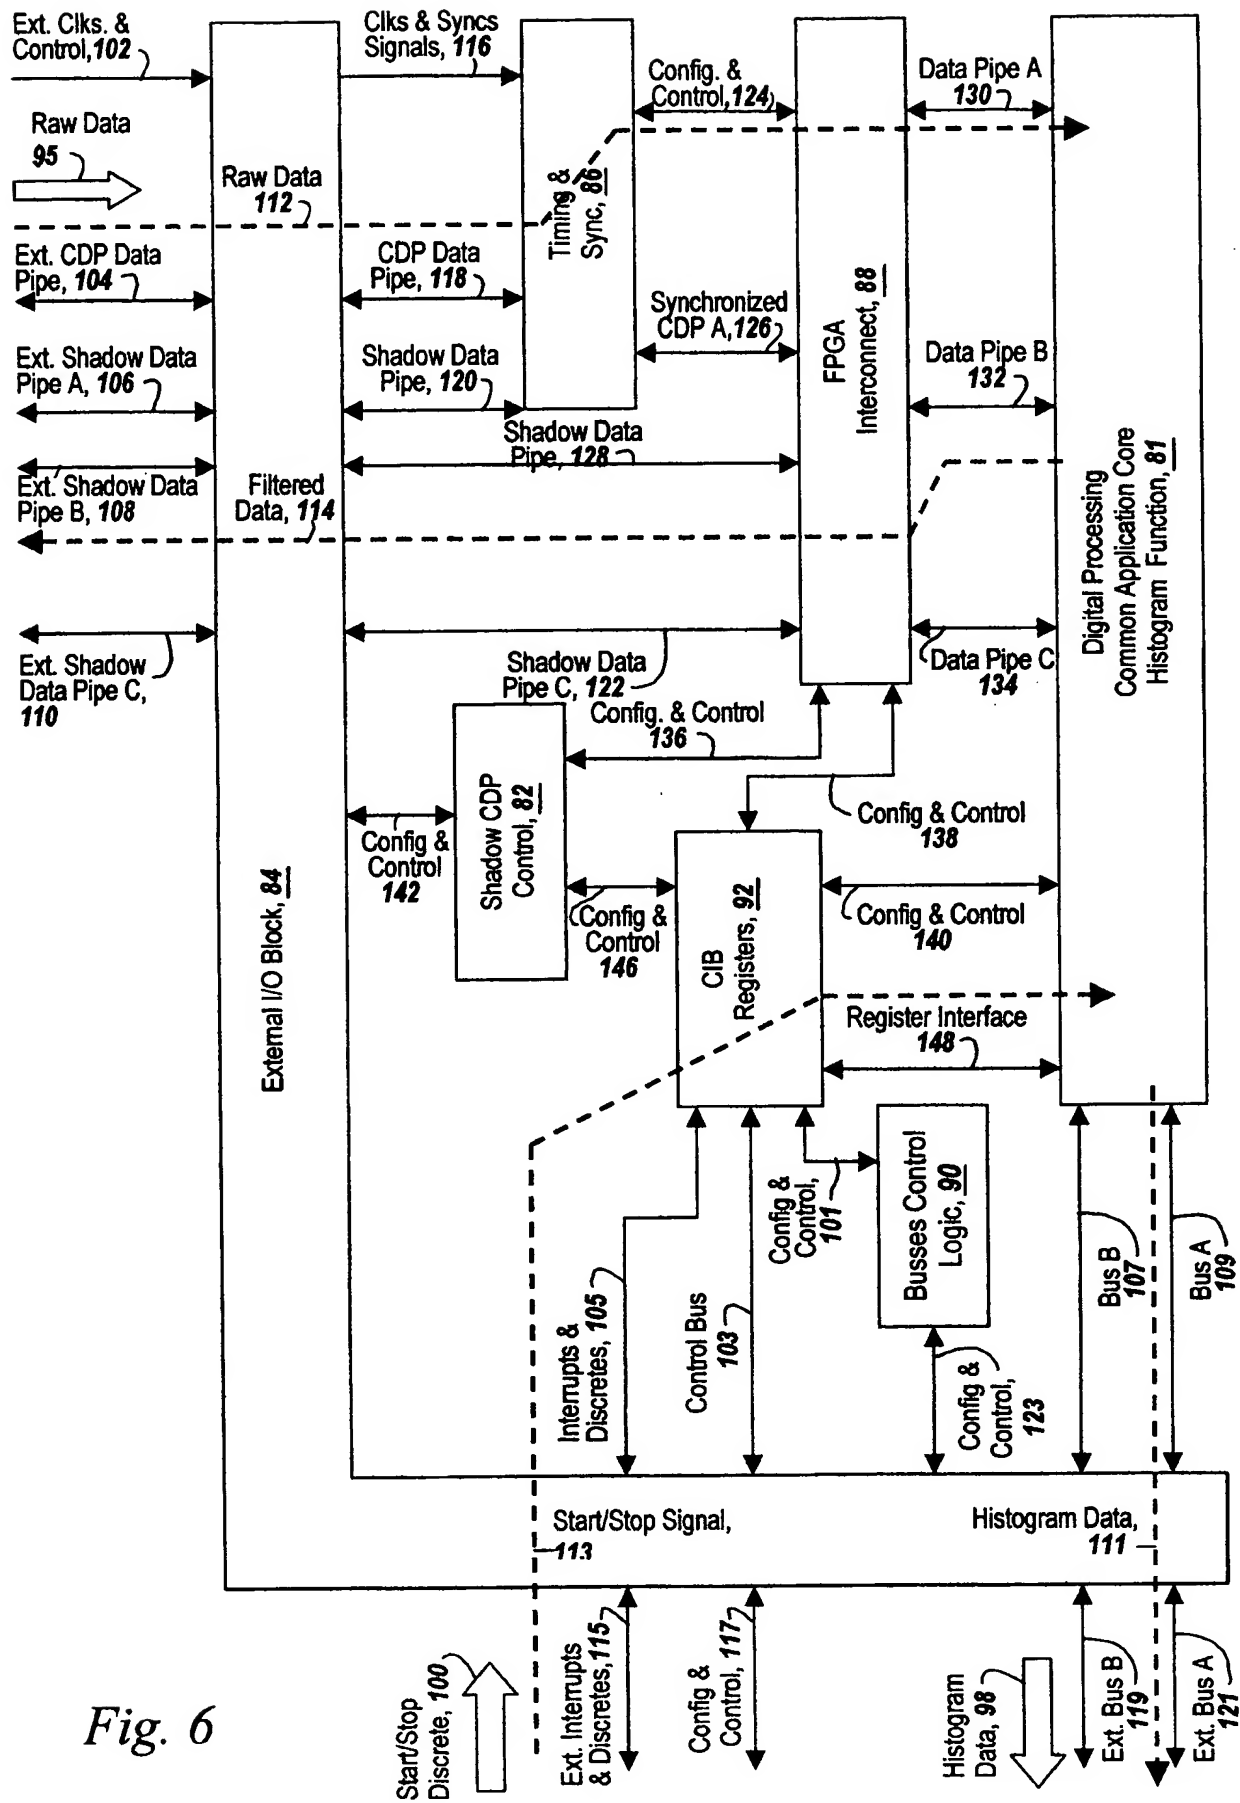 Ext. Clks. &
Control,102
Clks & Syncs
Signals, 116
Config. &
Control,124
Data Pipe A
130
Raw Data
95
Raw Data
112
Timing &
Sync, 86
FPGA
Interconnect, 88
Ext. CDP Data
Pipe, 104
CDP Data
Pipe, 118
Synchronized
CDP A,126
Ext. Shadow Data
Pipe A, 106
Shadow Data
Pipe, 120
Data Pipe B
132
Shadow Data
Pipe, 128
Ext. Shadow Data
Pipe B, 108
Filtered
Data, 114
Digital Processing
Common Application Core
Histogram Function, 81
Ext. Shadow
Data Pipe C,
110
Shadow Data
Pipe C, 122
Data Pipe C
134
Config. & Control
136
Shadow CDP
Control, 82
Config & Control
138
Config &
Control
142
External I/O Block, 84
Config &
Control
146
CIB
Registers, 92
Config & Control
140
Register Interface
148
Config &
Control,
101
Busses Control
Logic, 90
Interrupts &
Discretes, 105
Control Bus
103
Config &
Control,
123
Bus B
107
Bus A
109
Start/Stop Signal,
113
Histogram Data,
111
Start/Stop
Discrete, 100
Ext. Interrupts
& Discretes,115
Config &
Control, 117
Histogram
Data, 98
Ext. Bus B
119
Ext. Bus A
121
Fig. 6